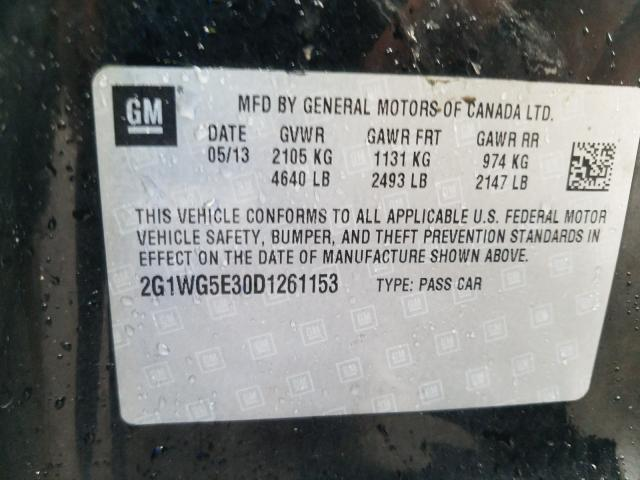 GM
MFD BY GENERAL MOTORS OF CANADA LTD.
DATE GVWR GAWR FRT GAWR RR
05/13 2105 KG 1131 KG 974 KG
4640 LB 2493 LB 2147 LB
THIS VEHICLE CONFORMS TO ALL APPLICABLE U.S. FEDERAL MOTOR
VEHICLE SAFETY, BUMPER, AND THEFT PREVENTION STANDARDS IN
EFFECT ON THE DATE OF MANUFACTURE SHOWN ABOVE.
2G1WG5E30D1261153 TYPE: PASS CAR